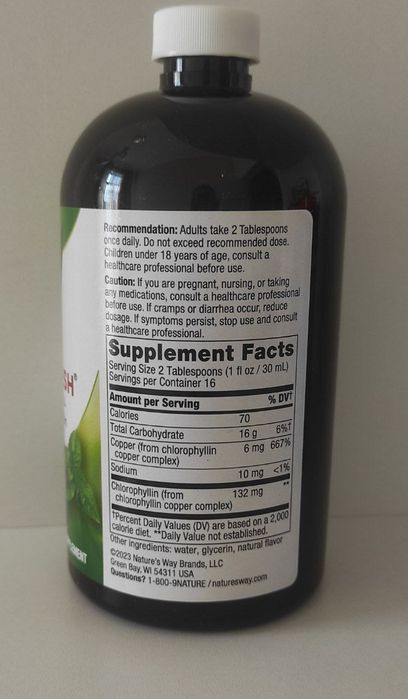 Recommendation: Adults take 2 Tablespoons
once daily. Do not exceed recommended dose.
Children under 18 years of age, consult a
healthcare professional before use.
Caution: If you are pregnant, nursing, or taking
any medications, consult a healthcare professional
before use. If cramps or diarrhea occur, reduce
dosage. If symptoms persist, stop use and consult
a healthcare professional.
Supplement Facts
Serving Size 2 Tablespoons (1 fl oz / 30 mL)
Servings per Container 16
Amount per Serving % DV†
Calories 70
Total Carbohydrate 16 g 6%†
Copper (from chlorophyllin 6 mg 667%
copper complex)
Sodium 10 mg <1%
Chlorophyllin (from 132 mg **
chlorophyllin copper complex)
†Percent Daily Values (DV) are based on a 2,000
calorie diet. **Daily Value not established.
Other ingredients: water, glycerin, natural flavor
©2023 Nature's Way Brands, LLC
Green Bay, WI 54311 USA
Questions? 1-800-9NATURE / naturesway.com